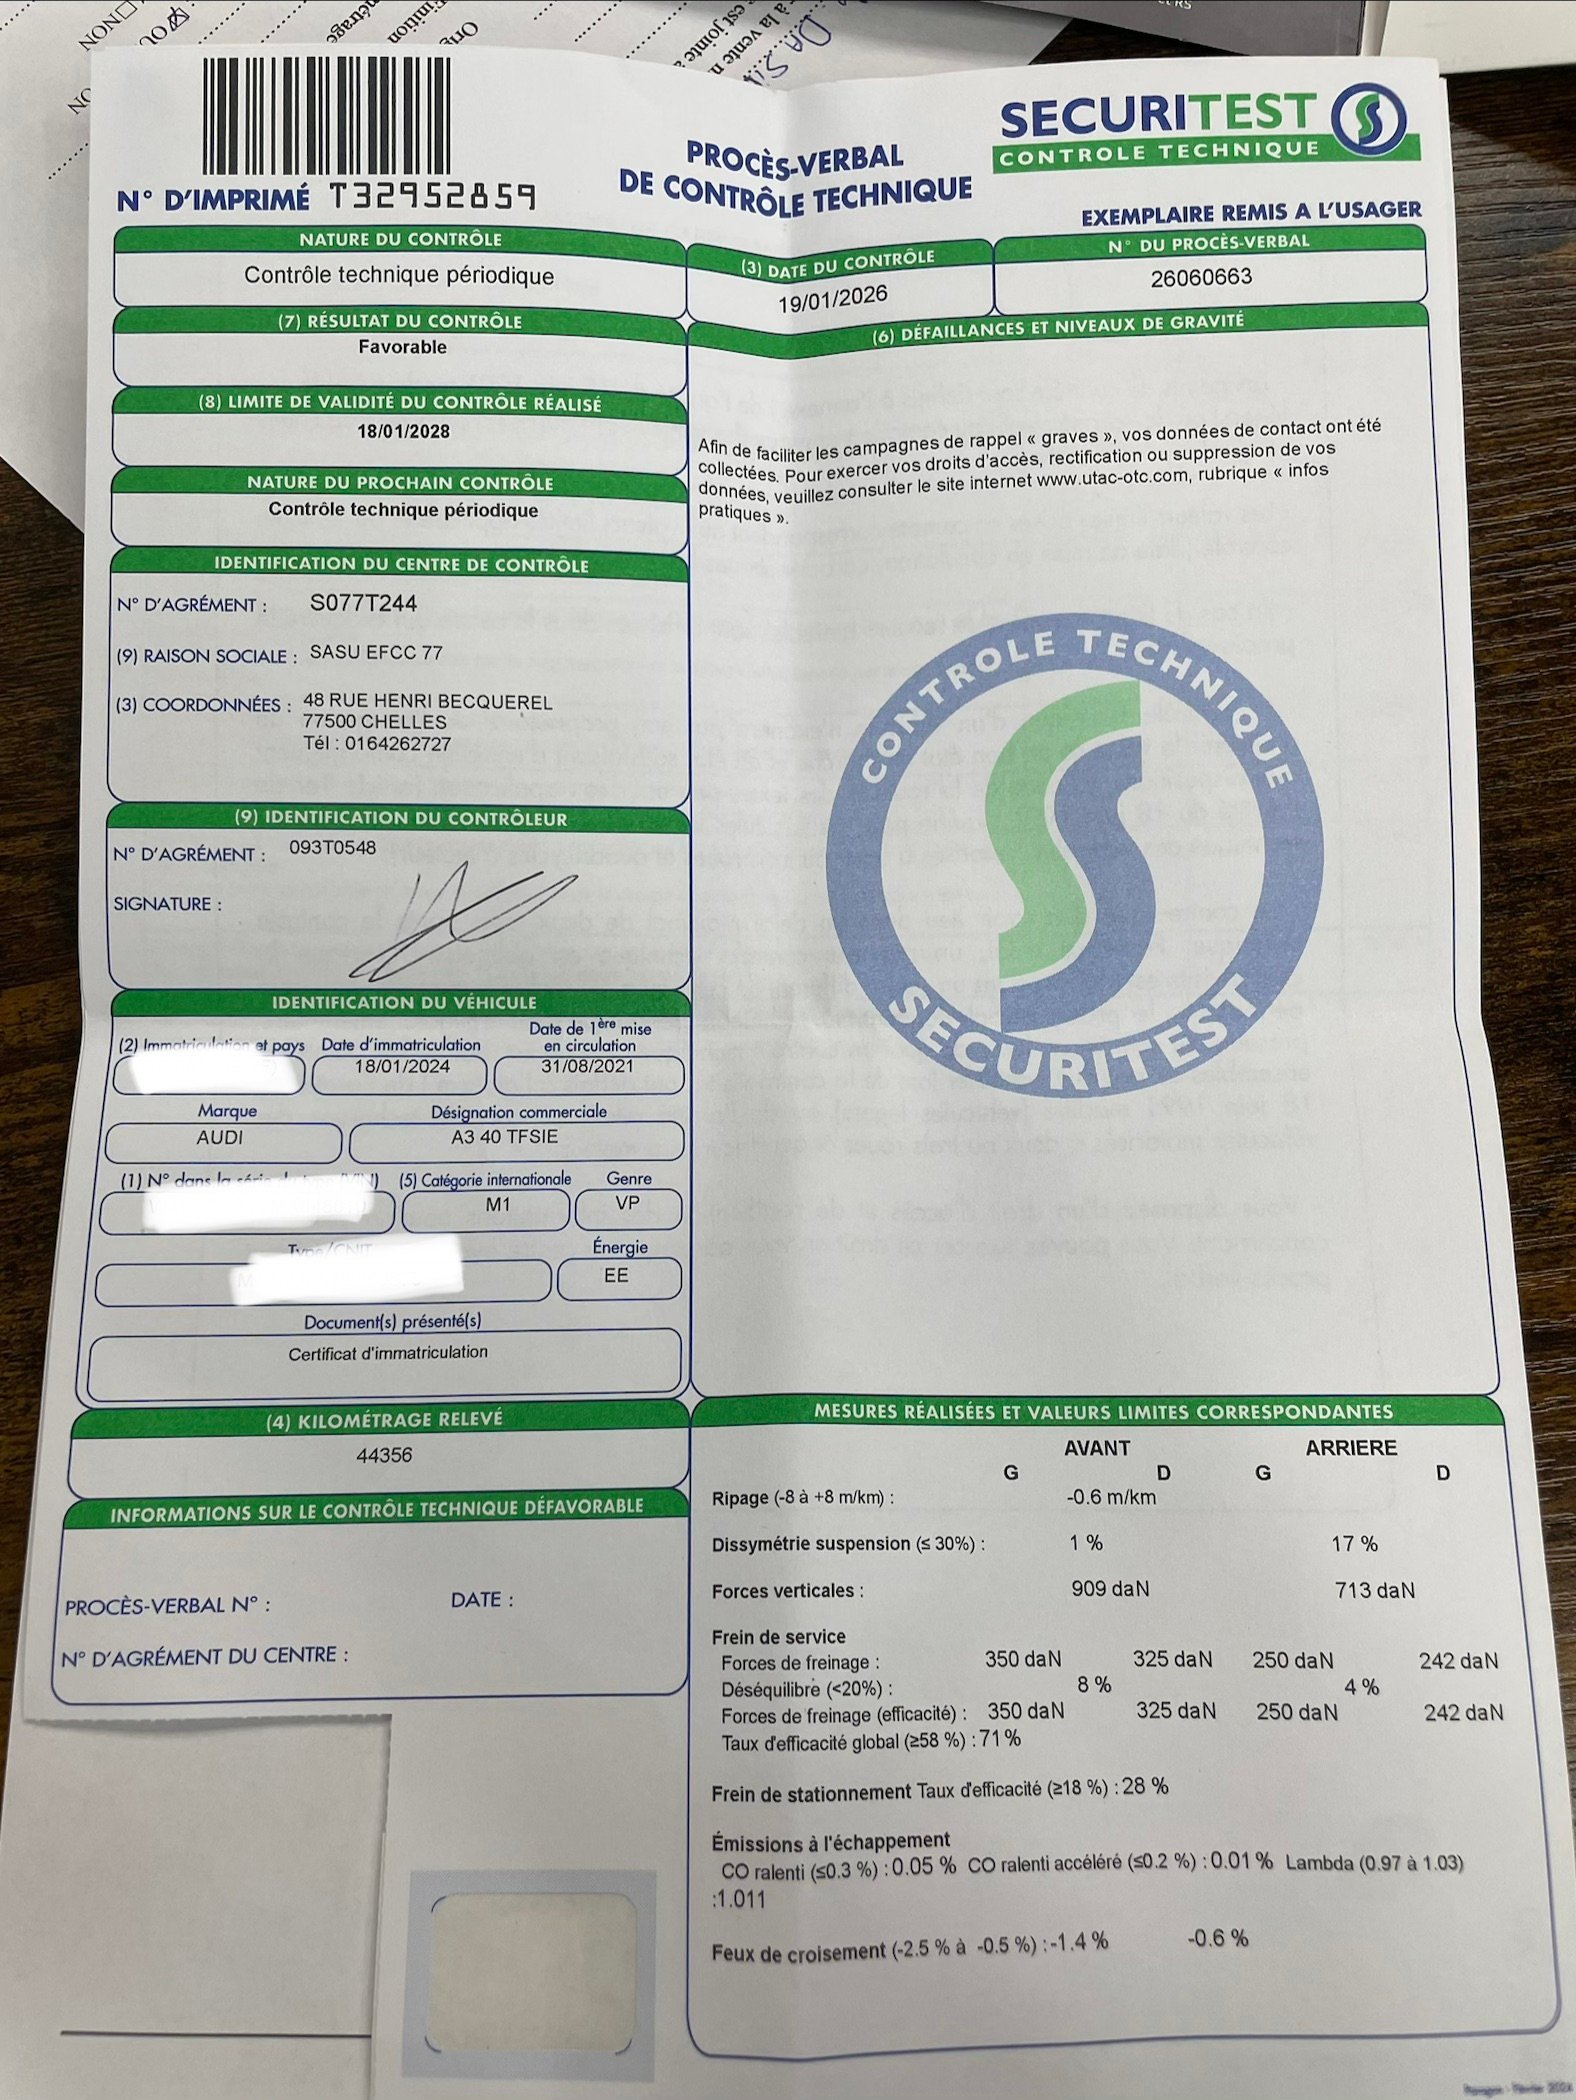 N° D'IMPRIMÉ T32952859
PROCÈS-VERBAL
DE CONTRÔLE TECHNIQUE
SECURITEST
CONTROLE TECHNIQUE
EXEMPLAIRE REMIS A L'USAGER
NATURE DU CONTRÔLE
Contrôle technique périodique
(3) DATE DU CONTRÔLE
19/01/2026
N° DU PROCÈS-VERBAL
26060663
(7) RÉSULTAT DU CONTRÔLE
Favorable
(8) LIMITE DE VALIDITÉ DU CONTRÔLE RÉALISÉ
18/01/2028
NATURE DU PROCHAIN CONTRÔLE
Contrôle technique périodique
IDENTIFICATION DU CENTRE DE CONTRÔLE
N° D'AGRÉMENT : S077T244
(9) RAISON SOCIALE : SASU EFCC 77
(3) COORDONNÉES : 48 RUE HENRI BECQUEREL
77500 CHELLES
Tél : 0164262727
(9) IDENTIFICATION DU CONTRÔLEUR
N° D'AGRÉMENT : 093T0548
SIGNATURE :
IDENTIFICATION DU VÉHICULE
(2) Immatriculation et pays Date d'immatriculation Date de 1ère mise
en circulation
18/01/2024 31/08/2021
Marque Désignation commerciale
AUDI A3 40 TFSIE
(1) N° dans la série (5) Catégorie internationale Genre
M1 VP
Type/CNIT Énergie
EE
Document(s) présenté(s)
Certificat d'immatriculation
(4) KILOMÉTRAGE RELEVÉ
44356
INFORMATIONS SUR LE CONTRÔLE TECHNIQUE DÉFAVORABLE
PROCÈS-VERBAL N° : DATE :
N° D'AGRÉMENT DU CENTRE :
(6) DÉFAILLANCES ET NIVEAUX DE GRAVITÉ
Afin de faciliter les campagnes de rappel « graves », vos données de contact ont été
collectées. Pour exercer vos droits d'accès, rectification ou suppression de vos
données, veuillez consulter le site internet www.utac-otc.com, rubrique « infos
pratiques ».
CONTROLE TECHNIQUE
SECURITEST
MESURES RÉALISÉES ET VALEURS LIMITES CORRESPONDANTES
AVANT ARRIERE
G D G D
Ripage (-8 à +8 m/km) : -0.6 m/km
Dissymétrie suspension (≤ 30%) : 1 % 17 %
Forces verticales : 909 daN 713 daN
Frein de service
Forces de freinage : 350 daN 325 daN 250 daN 242 daN
Déséquilibre (<20%) : 8 % 4 %
Forces de freinage (efficacité) : 350 daN 325 daN 250 daN 242 daN
Taux d'efficacité global (≥58 %) : 71 %
Frein de stationnement Taux d'efficacité (≥18 %) : 28 %
Émissions à l'échappement
CO ralenti (≤0.3 %) : 0.05 % CO ralenti accéléré (≤0.2 %) : 0.01 % Lambda (0.97 à 1.03)
:1.011
Feux de croisement (-2.5 % à -0.5 %) : -1.4 % -0.6 %